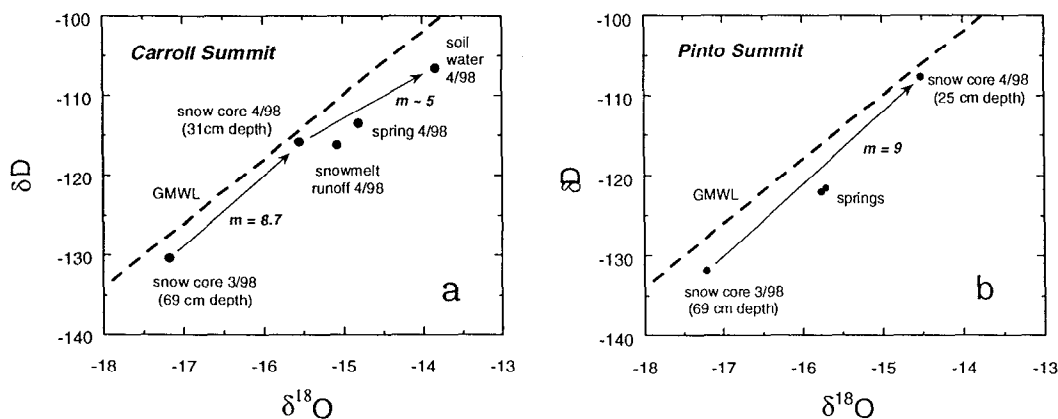 Carroll Summit
soil
water
4/98
snow core 4/98
(31cm depth)
m ~ 5
spring 4/98
snowmelt
runoff 4/98
GMWL
m = 8.7
snow core 3/98
(69 cm depth)
a
δD
-100
-110
-120
-130
-140
-18
-17
-16
-15
-14
-13
δ18O
Pinto Summit
snow core 4/98
(25 cm depth)
m = 9
GMWL
springs
snow core 3/98
(69 cm depth)
b
δD
-100
-110
-120
-130
-140
-18
-17
-16
-15
-14
-13
δ18O